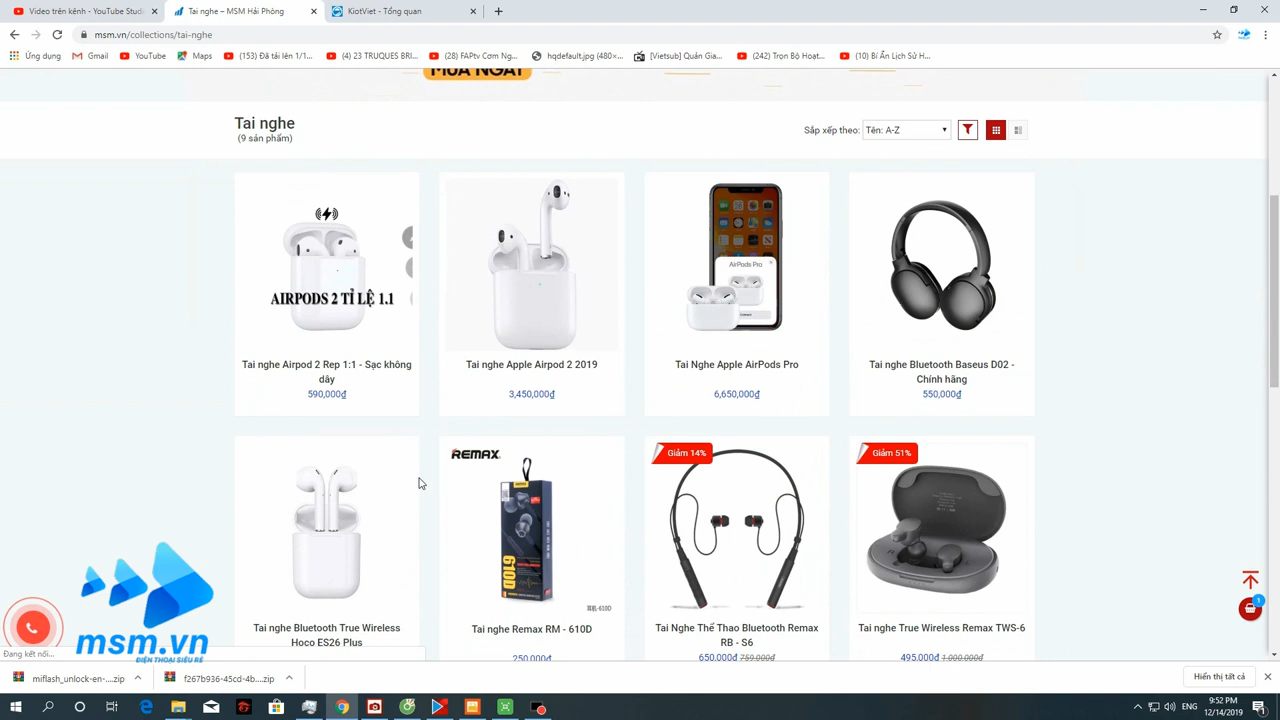 Video trên kênh - YouTube Studi
Tai nghe – MSM Hải Phòng
KiotViet - Tổng quan
msm.vn/collections/tai-nghe
Ứng dụng
Gmail
YouTube
Maps
(153) Đã tải lên 1/1...
(4) 23 TRUQUES BRI...
(28) FAPtv Cơm Ng...
hqdefault.jpg (480×...
[Vietsub] Quán Gia...
(242) Trọn Bộ Hoạt...
(10) Bí Ẩn Lịch Sử H...
MUA NGAY
Tai nghe
(9 sản phẩm)
Sắp xếp theo:
Tên: A-Z
AIRPODS 2 TỈ LỆ 1.1
AirPods Pro
Tai nghe Airpod 2 Rep 1:1 - Sạc không
dây
590,000₫
Tai nghe Apple Airpod 2 2019
3,450,000₫
Tai Nghe Apple AirPods Pro
6,650,000₫
Tai nghe Bluetooth Baseus D02 -
Chính hãng
550,000₫
REMAX
610D
耳机-610D
Giảm 14%
Giảm 51%
Tai nghe Bluetooth True Wireless
Hoco ES26 Plus
Tai nghe Remax RM - 610D
250,000₫
Tai Nghe Thể Thao Bluetooth Remax
RB - S6
650,000₫ 759,000₫
Tai nghe True Wireless Remax TWS-6
495,000₫ 1,000,000₫
1
msm.vn
ĐIỆN THOẠI SIÊU RẺ
Đang kết nối...
miflash_unlock-en-....zip
f267b936-45cd-4b....zip
Hiển thị tất cả
ENG
9:52 PM
12/14/2019
1